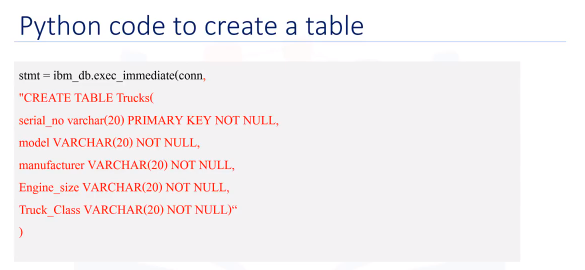 Python code to create a table
stmt = ibm_db.exec_immediate(conn,
"CREATE TABLE Trucks(
serial_no varchar(20) PRIMARY KEY NOT NULL,
model VARCHAR(20) NOT NULL,
manufacturer VARCHAR(20) NOT NULL,
Engine_size VARCHAR(20) NOT NULL,
Truck_Class VARCHAR(20) NOT NULL)“
)